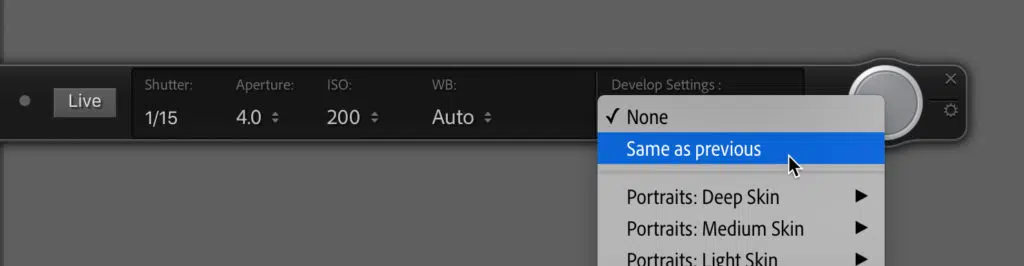 Live
Shutter: Aperture: ISO: WB: Develop Settings :
1/15 4.0 200 Auto
✓ None
Same as previous
Portraits: Deep Skin
Portraits: Medium Skin
Portraits: Light Skin